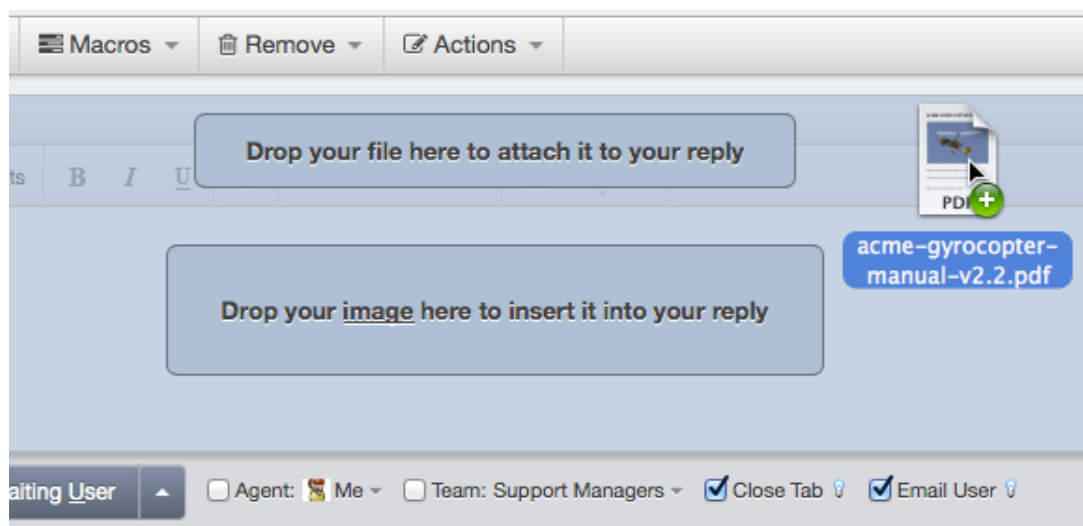 Macros Remove Actions
Drop your file here to attach it to your reply
ts B I U
PDF
acme-gyrocopter-
manual-v2.2.pdf
Drop your image here to insert it into your reply
aiting User Agent: Me Team: Support Managers Close Tab Email User